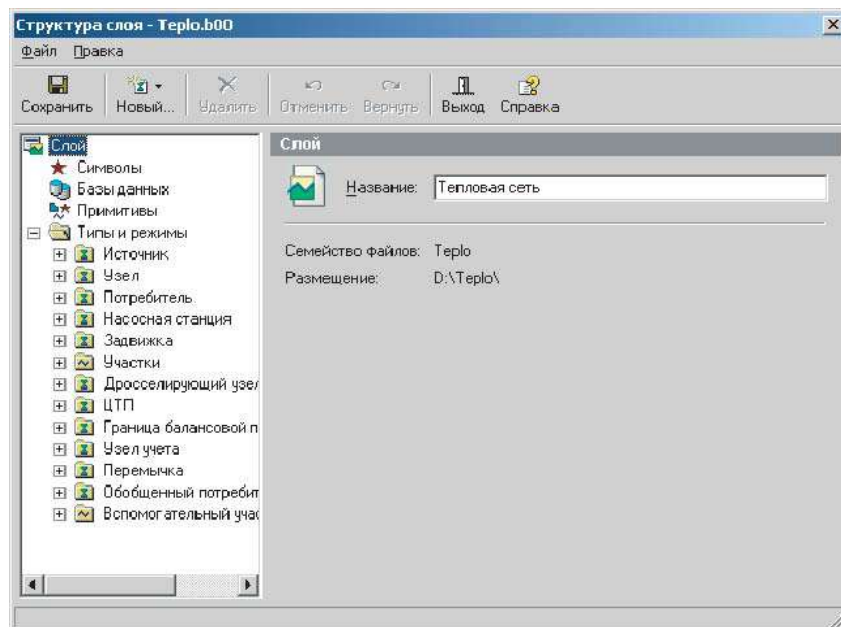 Структура слоя - Teplo.b00
Файл Правка
Сохранить Новый... Удалить Отменить Вернуть Выход Справка
Слой
Символы
Базы данных
Примитивы
Типы и режимы
Источник
Узел
Потребитель
Насосная станция
Задвижка
Участки
Дросселирующий узел
ЦТП
Граница балансовой п
Узел учета
Перемычка
Обобщенный потребит
Вспомогательный учас
Слой
Название: Тепловая сеть
Семейство файлов: Teplo
Размещение: D:\Teplo\